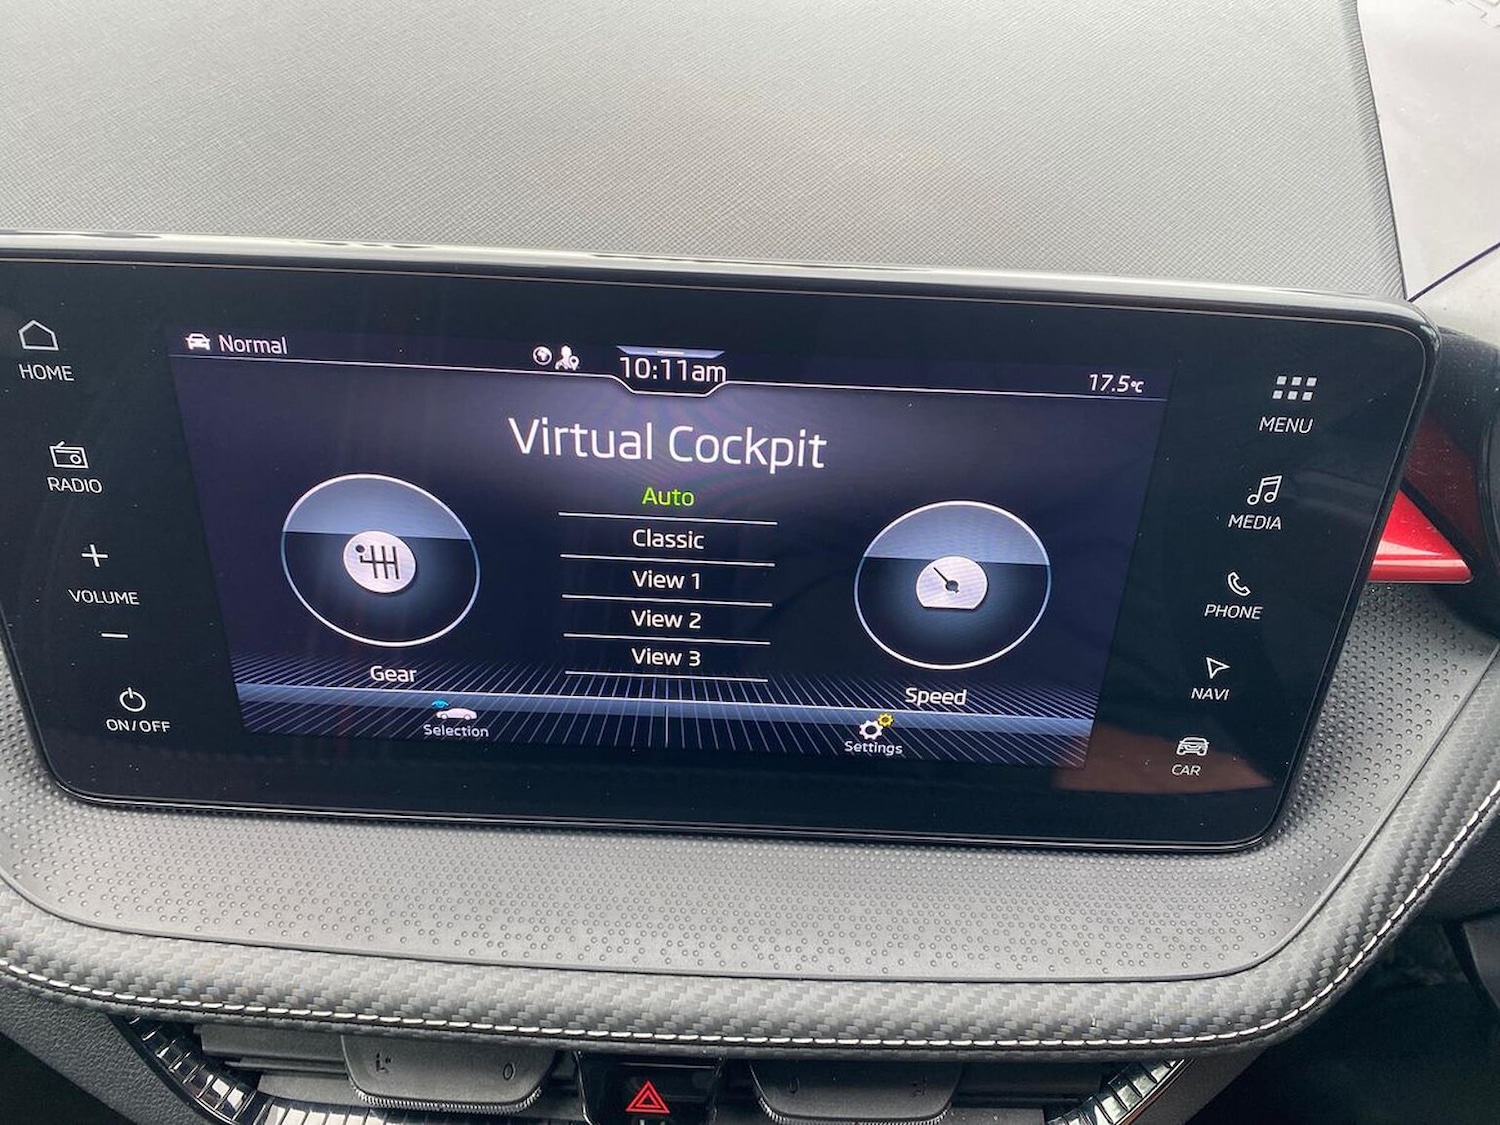 HOME
RADIO
VOLUME
ON/OFF
Normal
10:11am
17.5°C
Virtual Cockpit
Auto
Classic
View 1
View 2
View 3
Gear
Speed
Selection
Settings
MENU
MEDIA
PHONE
NAVI
CAR